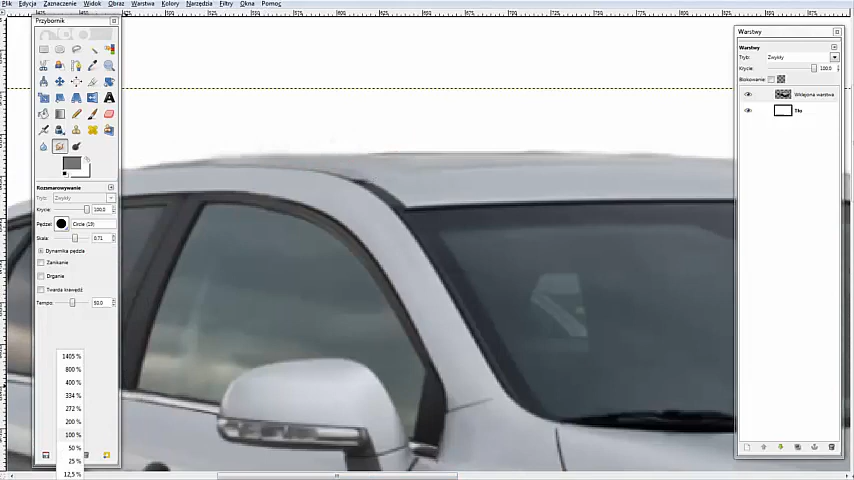 Plik Edycja Zaznaczenie Widok Obraz Warstwa Kolory Narzędzia Filtry Okna Pomoc
Przybornik
Rozsmarowywanie
Tryb: Zwykły
Krycie: 100,0
Pędzel: Circle (19)
Skala: 0,71
Dynamika pędzla
Zanikanie
Drganie
Twarda krawędź
Tempo: 50,0
1405 %
800 %
400 %
334 %
272 %
200 %
100 %
50 %
25 %
12,5 %
Warstwy
Warstwy
Tryb: Zwykły
Krycie: 100,0
Blokowanie:
Wklejona warstwa
Tło